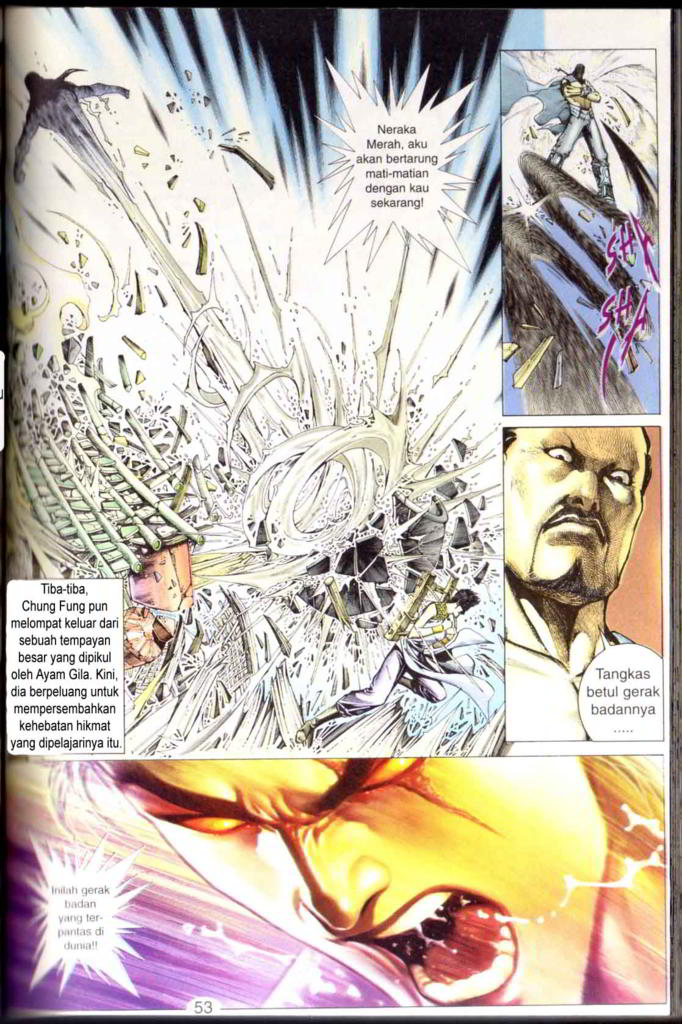 Neraka
Merah, aku
akan bertarung
mati-matian
dengan kau
sekarang!
SHA
SHA
Tiba-tiba,
Chung Fung pun
melompat keluar dari
sebuah tempayan
besar yang dipikul
oleh Ayam Gila. Kini,
dia berpeluang untuk
mempersembahkan
kehebatan hikmat
yang dipelajarinya itu.
Tangkas
betul gerak
badannya
.....
Inilah gerak
badan
yang ter-
pantas di
dunia!!
53